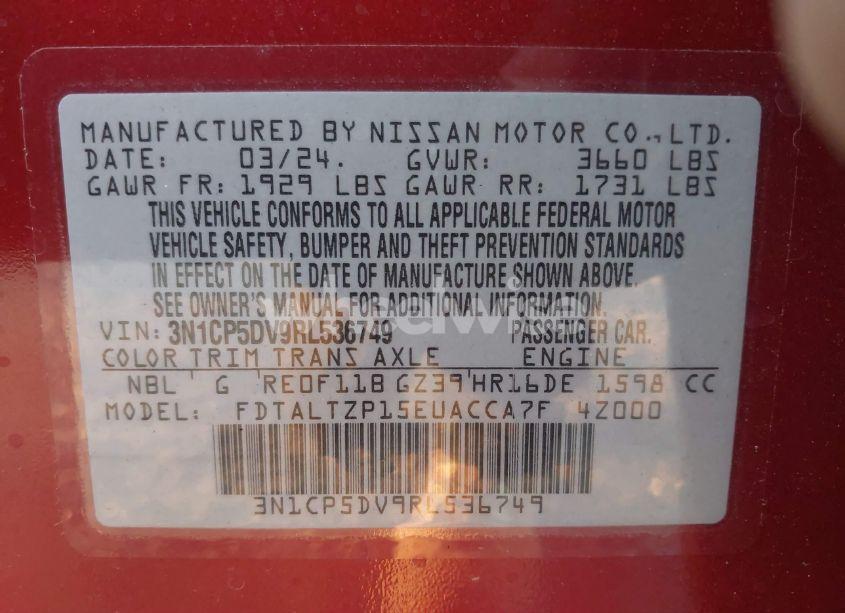 MANUFACTURED BY NISSAN MOTOR CO., LTD.
DATE: 03/24. GVWR: 3660 LBS
GAWR FR: 1929 LBS GAWR RR: 1731 LBS
THIS VEHICLE CONFORMS TO ALL APPLICABLE FEDERAL MOTOR
VEHICLE SAFETY, BUMPER AND THEFT PREVENTION STANDARDS
IN EFFECT ON THE DATE OF MANUFACTURE SHOWN ABOVE.
SEE OWNER'S MANUAL FOR ADDITIONAL INFORMATION.
VIN: 3N1CP5DV9RL536749 PASSENGER CAR.
COLOR TRIM TRANS AXLE ENGINE
NBL G RE0F11B GZ39 HR16DE 1598 CC
MODEL: FDTALTZP15EUACCA7F 4Z000
3N1CP5DV9RL536749